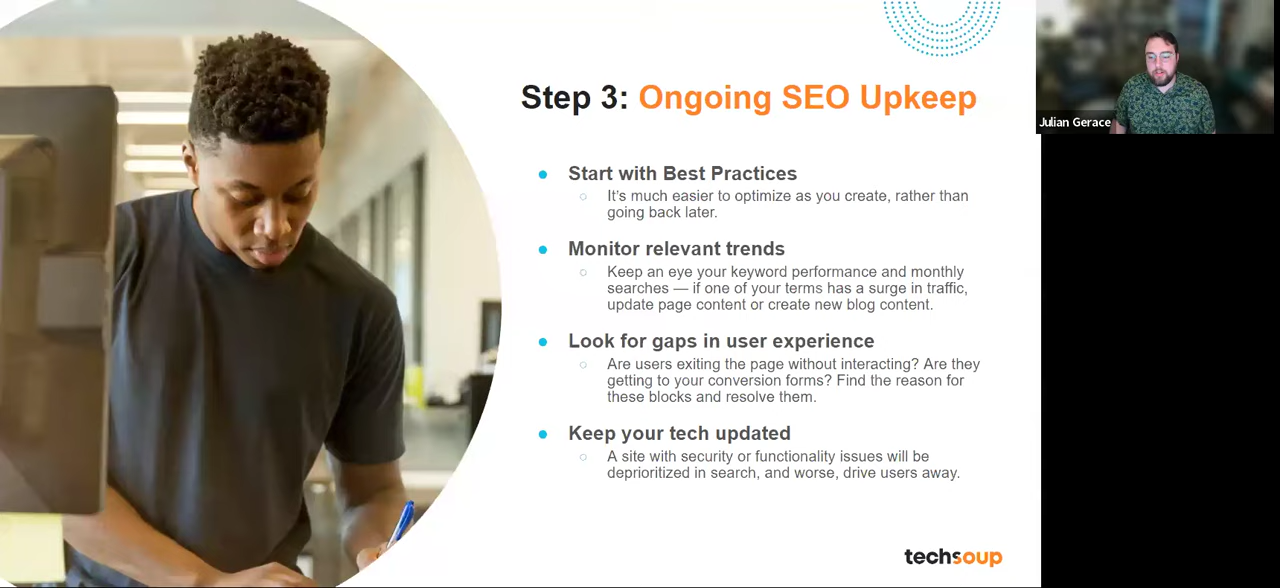 Step 3: Ongoing SEO Upkeep
Julian Gerace
● Start with Best Practices
○ It's much easier to optimize as you create, rather than
going back later.
● Monitor relevant trends
○ Keep an eye your keyword performance and monthly
searches — if one of your terms has a surge in traffic,
update page content or create new blog content.
● Look for gaps in user experience
○ Are users exiting the page without interacting? Are they
getting to your conversion forms? Find the reason for
these blocks and resolve them.
● Keep your tech updated
○ A site with security or functionality issues will be
deprioritized in search, and worse, drive users away.
techsoup